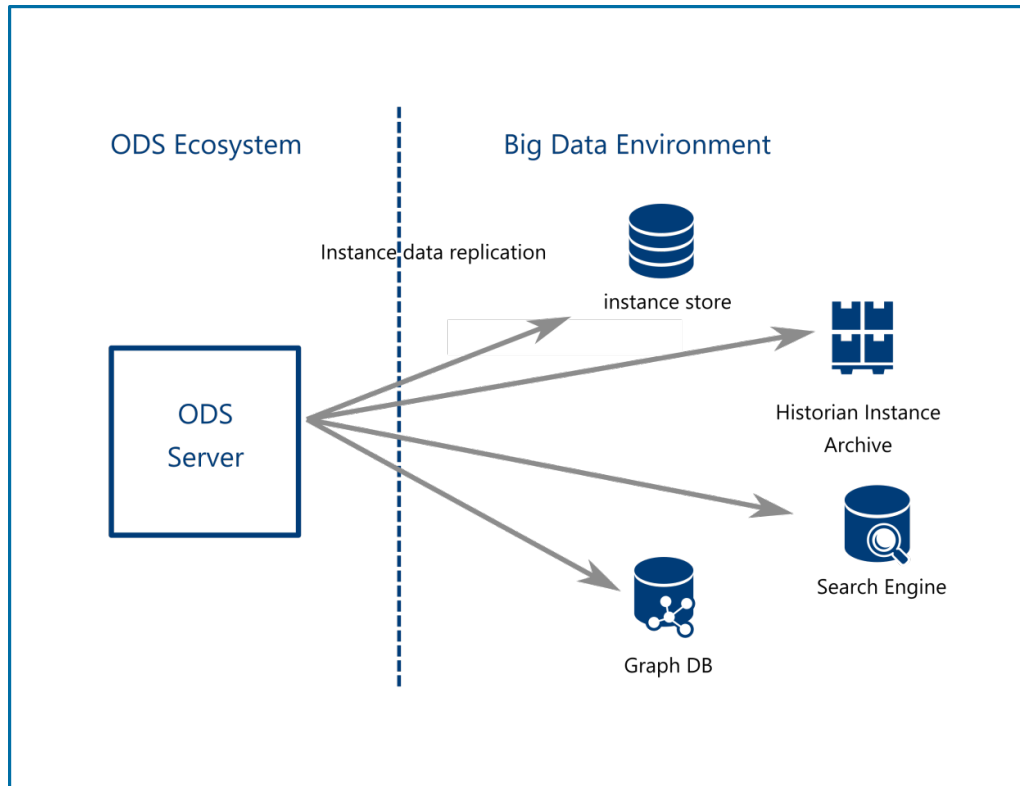 ODS Ecosystem
Big Data Environment
Instance data replication
instance store
Historian Instance
Archive
ODS
Server
Search Engine
Graph DB